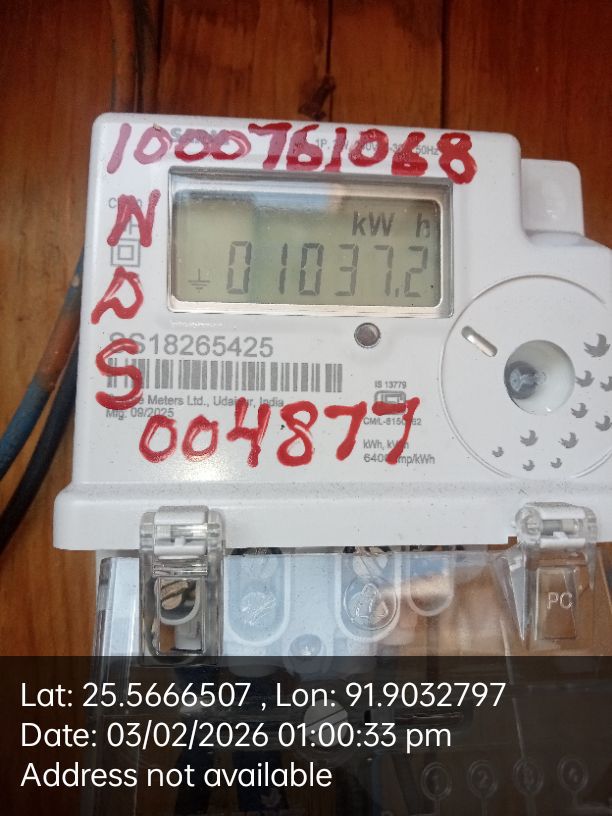 1000761068
kW h
01037.2
N
D
S
SS18265425
Meters Ltd., Udaipur, India
Mfg. 09/2025
IS 13779
004877
kWh,
PC
Lat: 25.5666507 , Lon: 91.9032797
Date: 03/02/2026 01:00:33 pm
Address not available